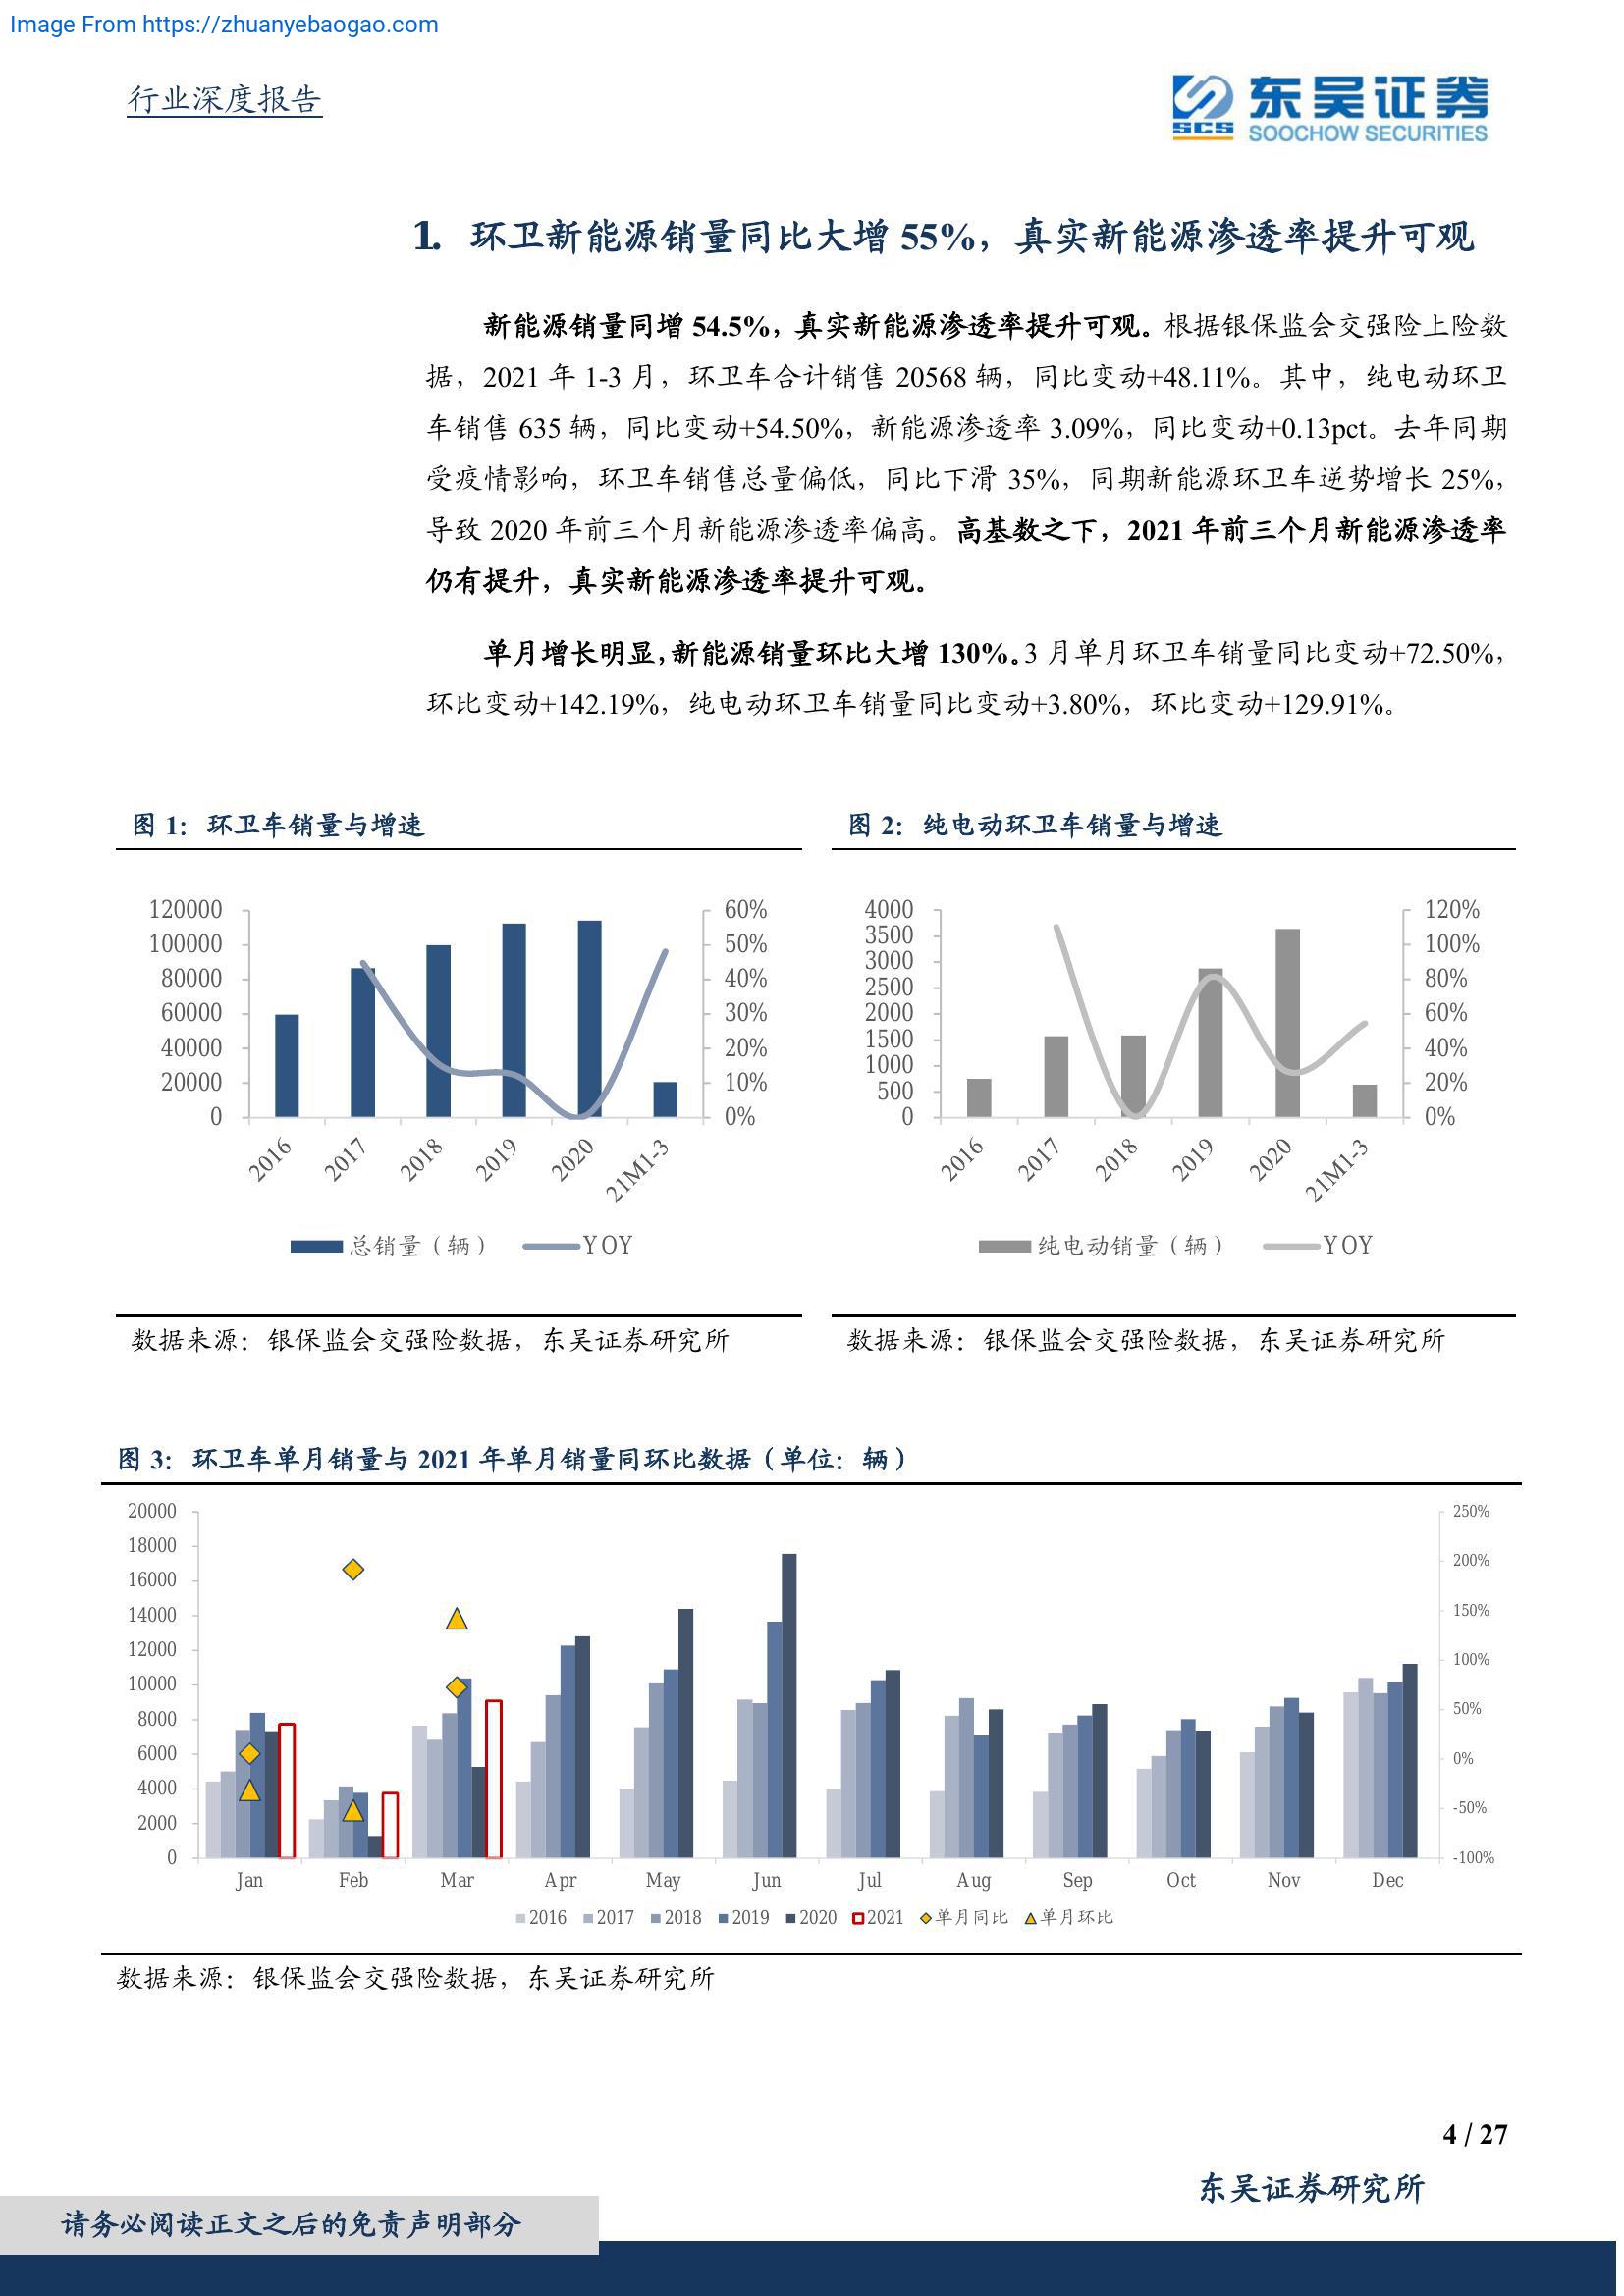 Image From https://zhuanyebaogao.com
行业深度报告
SCS 东吴证券
SOOCHOW SECURITIES
1. 环卫新能源销量同比大增 55%，真实新能源渗透率提升可观
新能源销量同增 54.5%，真实新能源渗透率提升可观。根据银保监会交强险上险数
据，2021 年 1-3 月，环卫车合计销售 20568 辆，同比变动+48.11%。其中，纯电动环卫
车销售 635 辆，同比变动+54.50%，新能源渗透率 3.09%，同比变动+0.13pct。去年同期
受疫情影响，环卫车销售总量偏低，同比下滑 35%，同期新能源环卫车逆势增长 25%，
导致 2020 年前三个月新能源渗透率偏高。高基数之下，2021 年前三个月新能源渗透率
仍有提升，真实新能源渗透率提升可观。
单月增长明显，新能源销量环比大增 130%。3 月单月环卫车销量同比变动+72.50%，
环比变动+142.19%，纯电动环卫车销量同比变动+3.80%，环比变动+129.91%。
图 1：环卫车销量与增速
120000 60%
100000 50%
80000 40%
60000 30%
40000 20%
20000 10%
0 0%
2016 2017 2018 2019 2020 21M1-3
总销量（辆） YOY
数据来源：银保监会交强险数据，东吴证券研究所
图 2：纯电动环卫车销量与增速
4000 120%
3500 100%
3000 80%
2500 60%
2000 40%
1500 20%
1000 0%
500
0
2016 2017 2018 2019 2020 21M1-3
纯电动销量（辆） YOY
数据来源：银保监会交强险数据，东吴证券研究所
图 3：环卫车单月销量与 2021 年单月销量同环比数据（单位：辆）
20000 250%
18000 200%
16000 150%
14000 100%
12000 50%
10000 0%
8000 -50%
6000 -100%
4000
2000
0
Jan Feb Mar Apr May Jun Jul Aug Sep Oct Nov Dec
2016 2017 2018 2019 2020 2021 单月同比 单月环比
数据来源：银保监会交强险数据，东吴证券研究所
4 / 27
东吴证券研究所
请务必阅读正文之后的免责声明部分